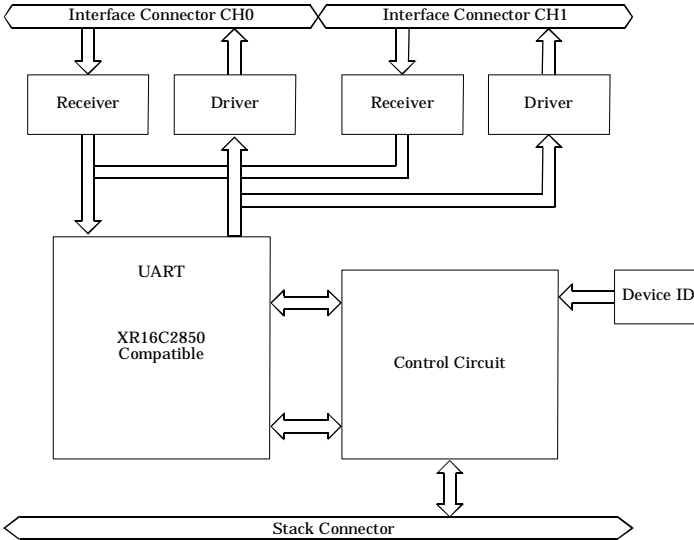 Interface Connector CH0
Interface Connector CH1
Receiver
Driver
Receiver
Driver
UART
XR16C2850
Compatible
Control Circuit
Device ID
Stack Connector